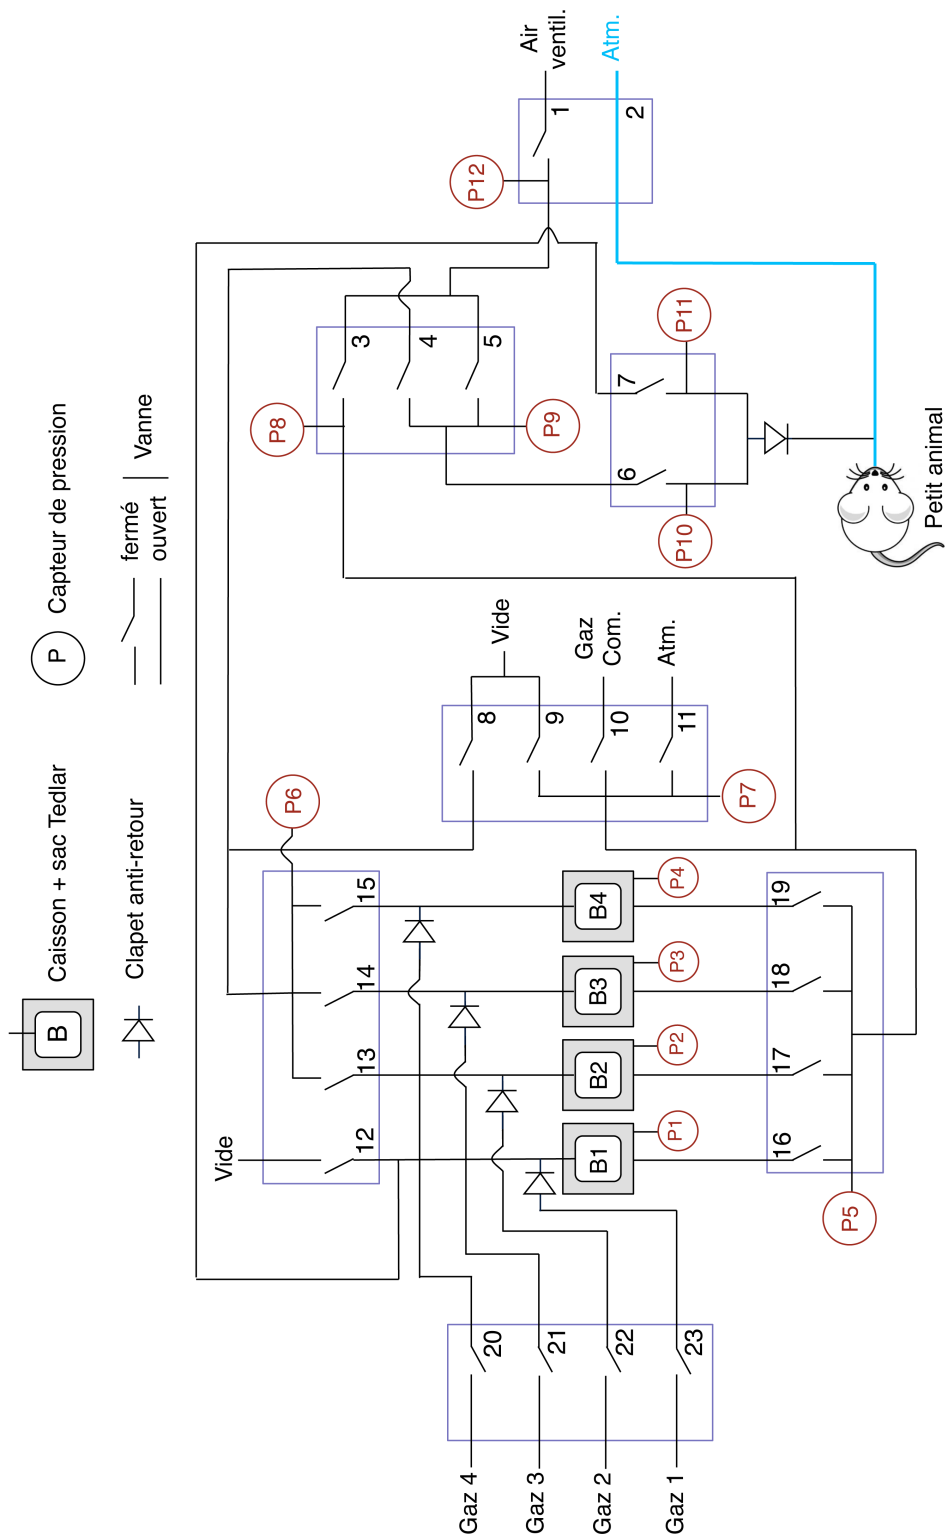 B
Caisson + sac Tedlar
P
Capteur de pression
Clapet anti-retour
fermé
ouvert
Vanne
Vide
12
13
14
15
P6
P8
3
4
5
P9
P12
Air
ventil.
Atm.
1
2
Gaz 4
Gaz 3
Gaz 2
Gaz 1
20
21
22
23
B1
B2
B3
B4
P1
P2
P3
P4
8
9
10
11
Vide
Gaz
Com.
Atm.
P7
6
7
P10
P11
16
17
18
19
P5
Petit animal